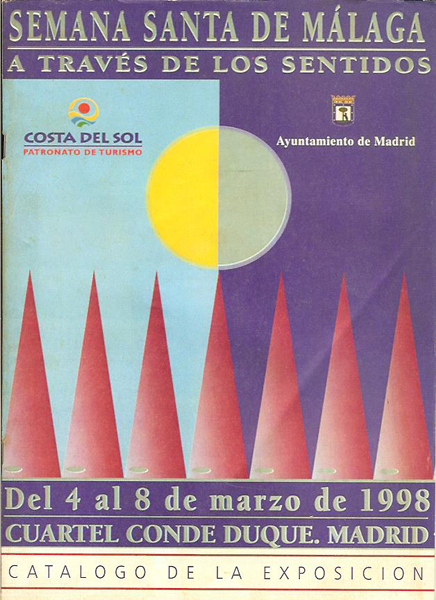 SEMANA SANTA DE MÁLAGA
A TRAVÉS DE LOS SENTIDOS
COSTA DEL SOL
PATRONATO DE TURISMO
Ayuntamiento de Madrid
Del 4 al 8 de marzo de 1998
CUARTEL CONDE DUQUE. MADRID
CATALOGO DE LA EXPOSICION